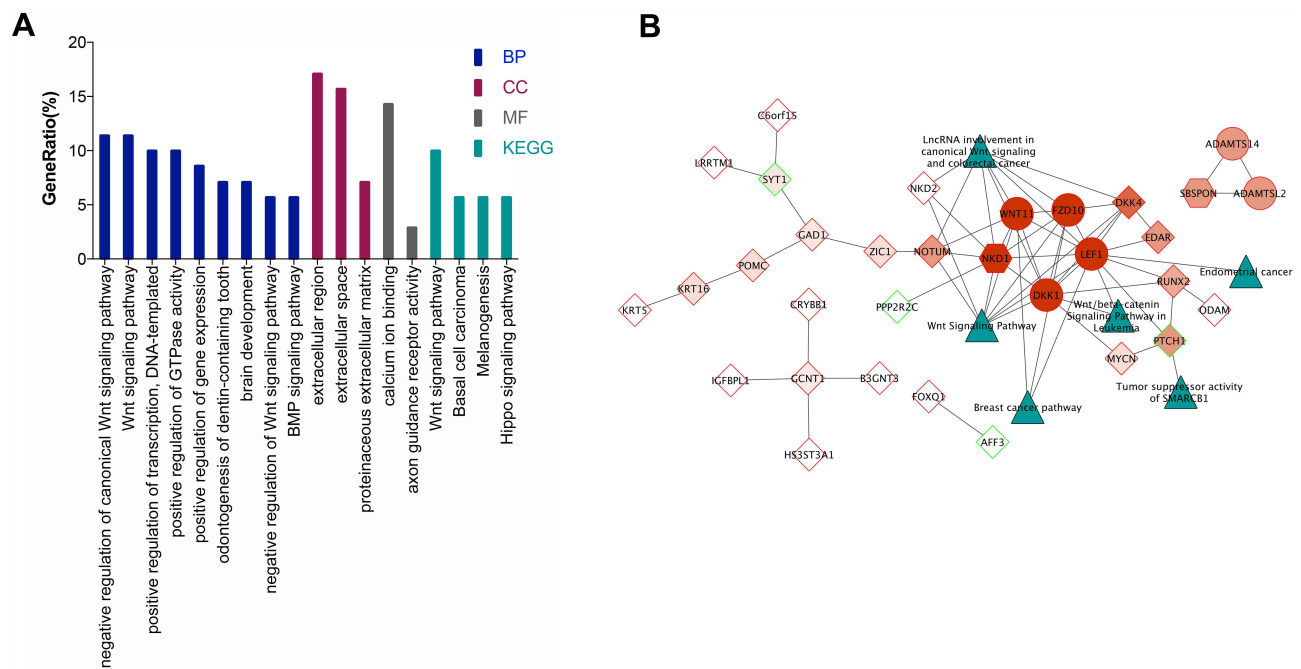 A
GeneRatio(%)
20
15
10
5
0
BP
CC
MF
KEGG
negative regulation of canonical Wnt signaling pathway
Wnt signaling pathway
positive regulation of transcription, DNA-templated
positive regulation of GTPase activity
positive regulation of gene expression
odontogenesis of dentin-containing tooth
brain development
negative regulation of Wnt signaling pathway
BMP signaling pathway
extracellular region
extracellular space
proteinaceous extracellular matrix
calcium ion binding
axon guidance receptor activity
Wnt signaling pathway
Basal cell carcinoma
Melanogenesis
Hippo signaling pathway
B
C6orf15
LRRTM1
SYT1
GAD1
POMC
KRT16
KRT5
ZIC1
LncRNA involvement in
canonical Wnt signaling
and colorectal cancer
NKD2
NOTUM
WNT11
FZD10
DKK4
EDAR
NKD1
LEF1
DKK1
RUNX2
ODAM
PPP2R2C
Wnt Signaling Pathway
Wnt/beta-catenin
Signaling Pathway in
Leukemia
Endometrial cancer
PTCH1
MYCN
Tumor suppressor activity
of SMARCB1
Breast cancer pathway
ADAMTS14
SBSPON
ADAMTSL2
CRYBB1
IGFBPL1
GCNT1
B3GNT3
HS3ST3A1
FOXQ1
AFF3